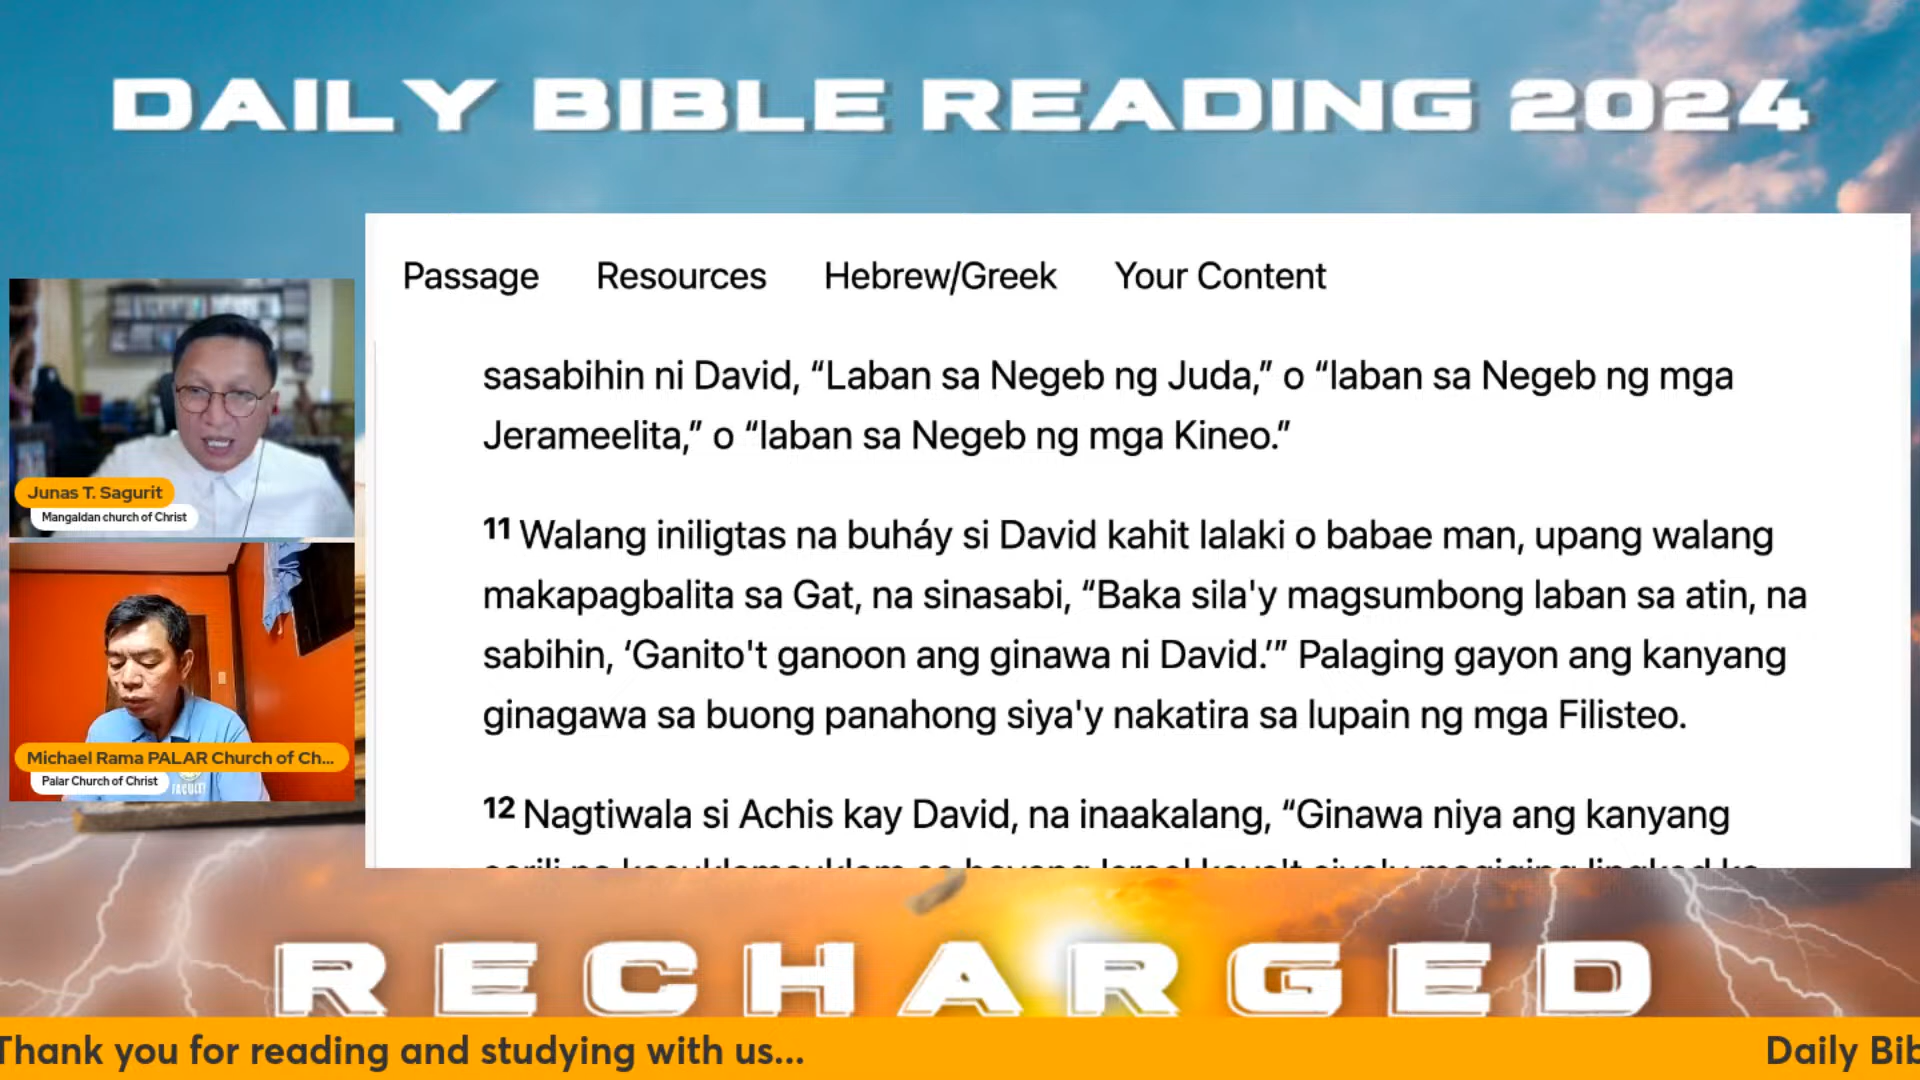 DAILY BIBLE READING 2024
Passage Resources Hebrew/Greek Your Content
sasabihin ni David, “Laban sa Negeb ng Juda,” o “laban sa Negeb ng mga
Jerameelita,” o “laban sa Negeb ng mga Kineo.”
11 Walang iniligtas na buháy si David kahit lalaki o babae man, upang walang
makapagbalita sa Gat, na sinasabi, “Baka sila'y magsumbong laban sa atin, na
sabihin, ‘Ganito't ganoon ang ginawa ni David.’” Palaging gayon ang kanyang
ginagawa sa buong panahong siya'y nakatira sa lupain ng mga Filisteo.
12 Nagtiwala si Achis kay David, na inaakalang, “Ginawa niya ang kanyang
Junas T. Sagurit
Mangaldan church of Christ
Michael Rama PALAR Church of Ch...
Palar Church of Christ
FACULTY
RECHARGED
Thank you for reading and studying with us...
Daily Bib